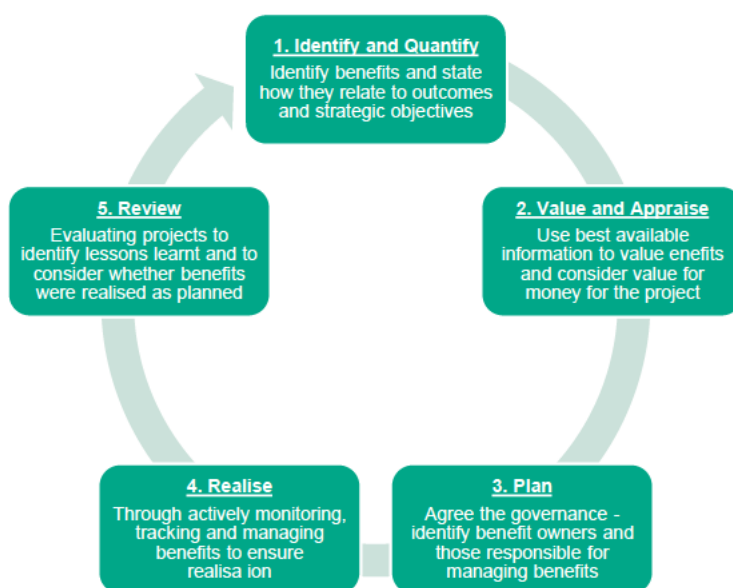 1. Identify and Quantify
Identify benefits and state
how they relate to outcomes
and strategic objectives
2. Value and Appraise
Use best available
information to value enefits
and consider value for
money for the project
3. Plan
Agree the governance -
identify benefit owners and
those responsible for
managing benefits
4. Realise
Through actively monitoring,
tracking and managing
benefits to ensure
realisa ion
5. Review
Evaluating projects to
identify lessons learnt and to
consider whether benefits
were realised as planned